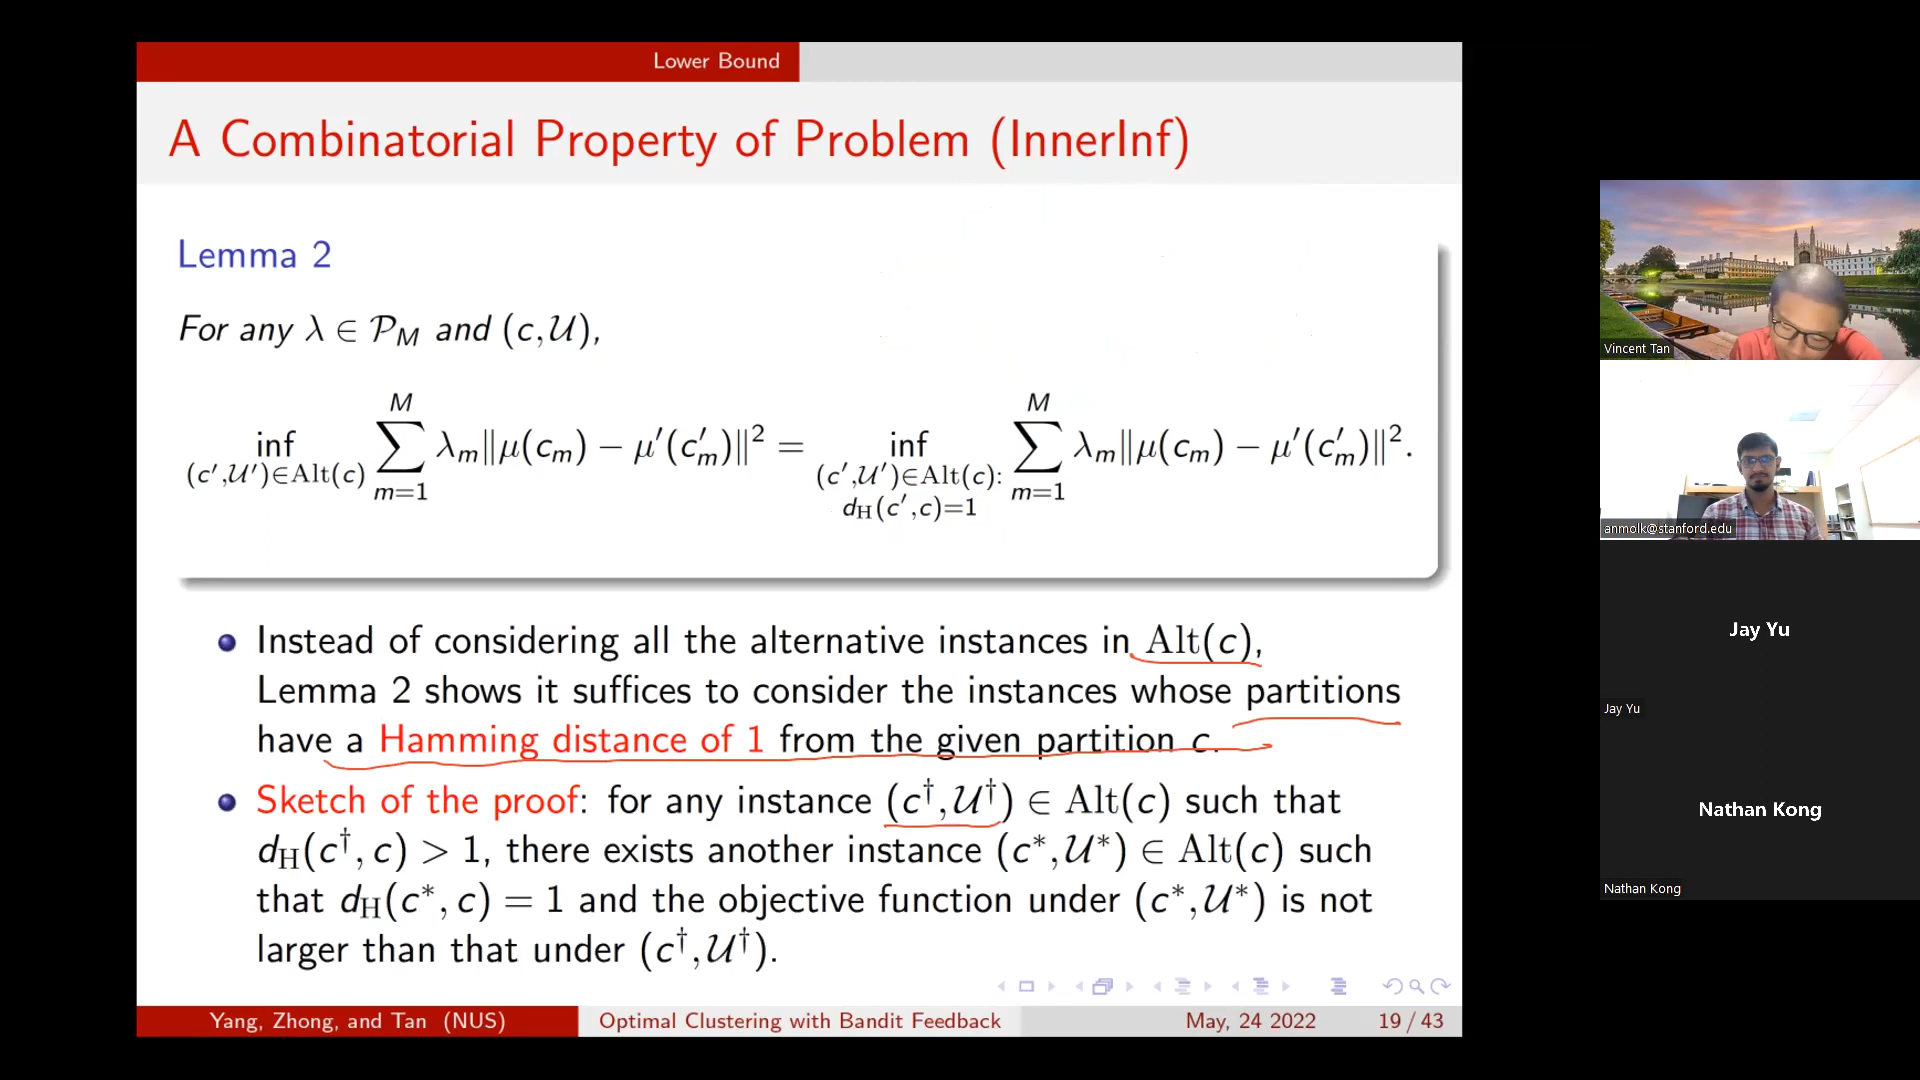 Lower Bound
A Combinatorial Property of Problem (InnerInf)
Lemma 2
For any λ ∈ 𝒫_M and (c, 𝒰),
inf_{(c′,𝒰′)∈Alt(c)} ∑_{m=1}^{M} λ_m‖μ(c_m) − μ′(c′_m)‖² = inf_{(c′,𝒰′)∈Alt(c): d_H(c′,c)=1} ∑_{m=1}^{M} λ_m‖μ(c_m) − μ′(c′_m)‖².
Instead of considering all the alternative instances in Alt(c),
Lemma 2 shows it suffices to consider the instances whose partitions
have a Hamming distance of 1 from the given partition c.
Sketch of the proof: for any instance (c†, 𝒰†) ∈ Alt(c) such that
d_H(c†, c) > 1, there exists another instance (c*, 𝒰*) ∈ Alt(c) such
that d_H(c*, c) = 1 and the objective function under (c*, 𝒰*) is not
larger than that under (c†, 𝒰†).
Yang, Zhong, and Tan (NUS)
Optimal Clustering with Bandit Feedback
May, 24 2022
19 / 43
Vincent Tan
anmolk@stanford.edu
Jay Yu
Jay Yu
Nathan Kong
Nathan Kong